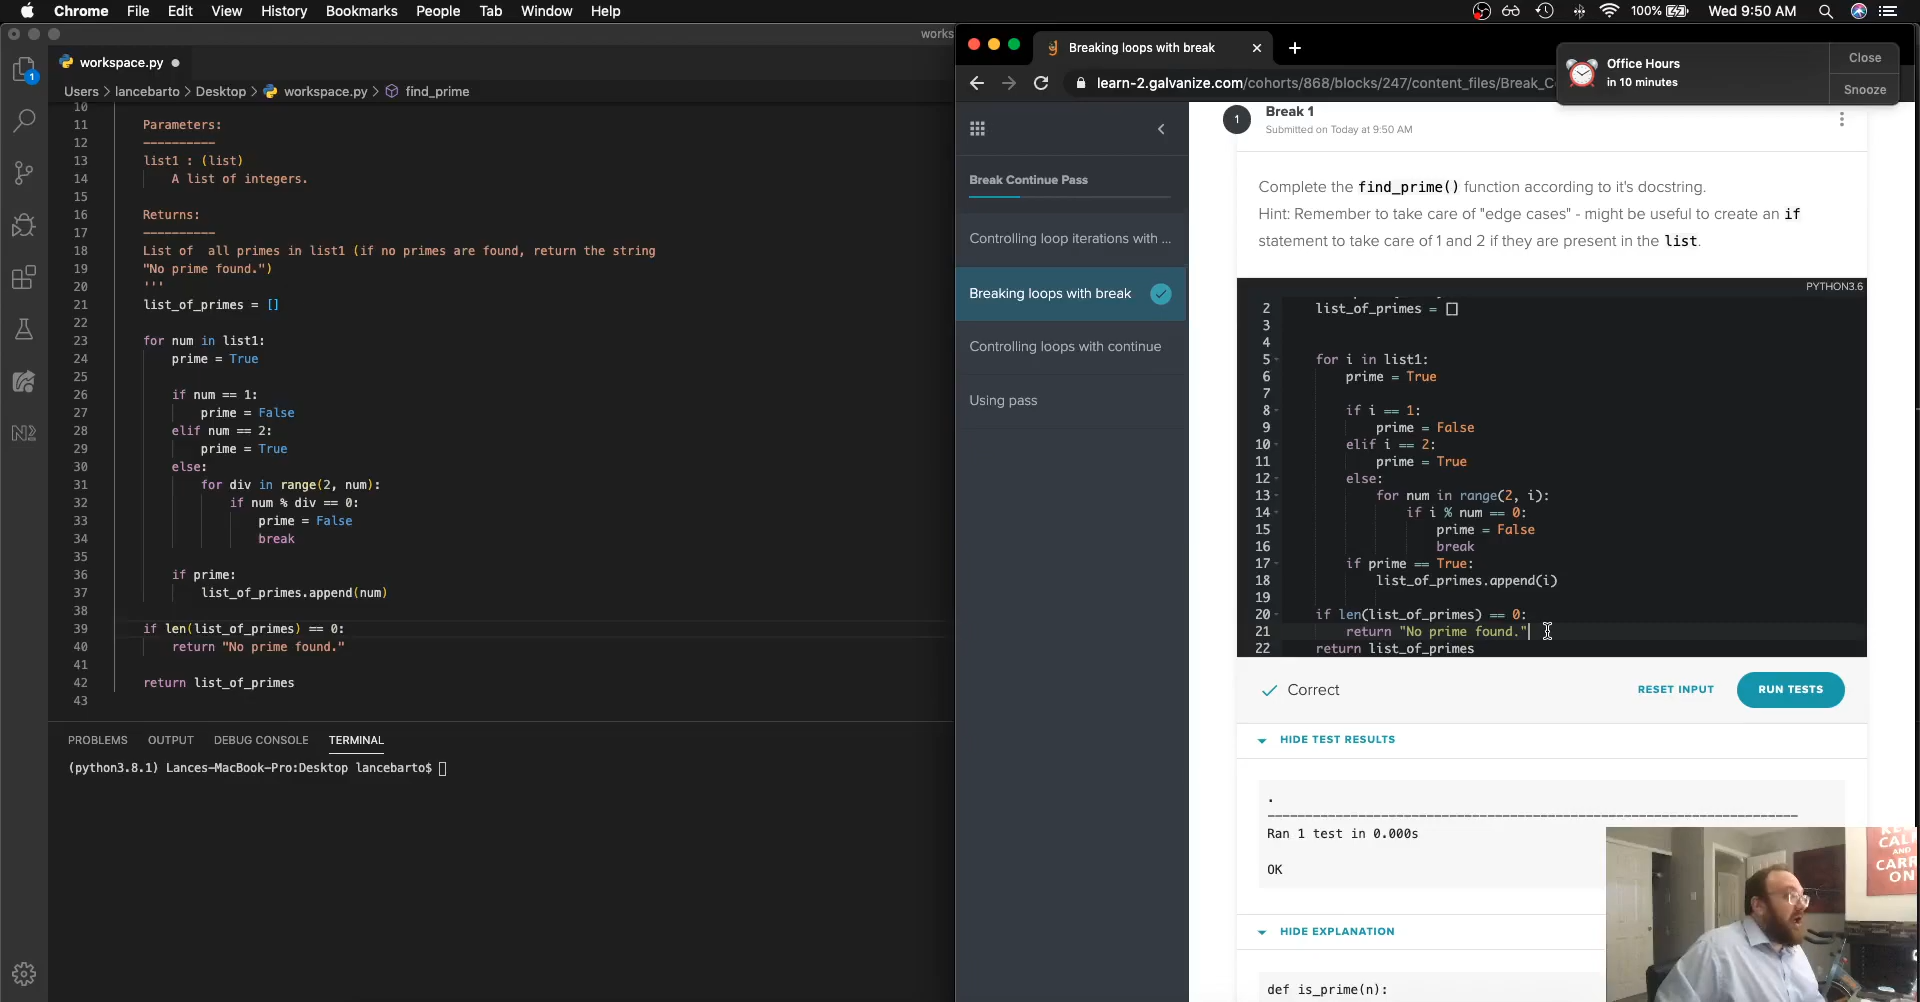 Chrome File Edit View History Bookmarks People Tab Window Help
100% Wed 9:50 AM
works
workspace.py
1
Users > lancebarto > Desktop > workspace.py > find_prime
10
11 Parameters:
12 ----------
13 list1 : (list)
14 A list of integers.
15
16 Returns:
17 ----------
18 List of  all primes in list1 (if no primes are found, return the string
19 "No prime found.")
20 '''
21 list_of_primes = []
22
23 for num in list1:
24 prime = True
25
26 if num == 1:
27 prime = False
28 elif num == 2:
29 prime = True
30 else:
31 for div in range(2, num):
32 if num % div == 0:
33 prime = False
34 break
35
36 if prime:
37 list_of_primes.append(num)
38
39 if len(list_of_primes) == 0:
40 return "No prime found."
41
42 return list_of_primes
43
PROBLEMS OUTPUT DEBUG CONSOLE TERMINAL
(python3.8.1) Lances-MacBook-Pro:Desktop lancebarto$
Breaking loops with break
learn-2.galvanize.com/cohorts/868/blocks/247/content_files/Break_C
Office Hours
in 10 minutes
Close
Snooze
Break Continue Pass
Controlling loop iterations with ...
Breaking loops with break
Controlling loops with continue
Using pass
1 Break 1
Submitted on Today at 9:50 AM
Complete the find_prime() function according to it's docstring.
Hint: Remember to take care of "edge cases" - might be useful to create an if
statement to take care of 1 and 2 if they are present in the list.
PYTHON3.6
2 list_of_primes = []
3
4
5 for i in list1:
6 prime = True
7
8 if i == 1:
9 prime = False
10 elif i == 2:
11 prime = True
12 else:
13 for num in range(2, i):
14 if i % num == 0:
15 prime = False
16 break
17 if prime == True:
18 list_of_primes.append(i)
19
20 if len(list_of_primes) == 0:
21 return "No prime found."
22 return list_of_primes
Correct
RESET INPUT
RUN TESTS
HIDE TEST RESULTS
.
----------------------------------------------------------------------
Ran 1 test in 0.000s
OK
HIDE EXPLANATION
def is_prime(n):
CAL
AND
CARR
ON